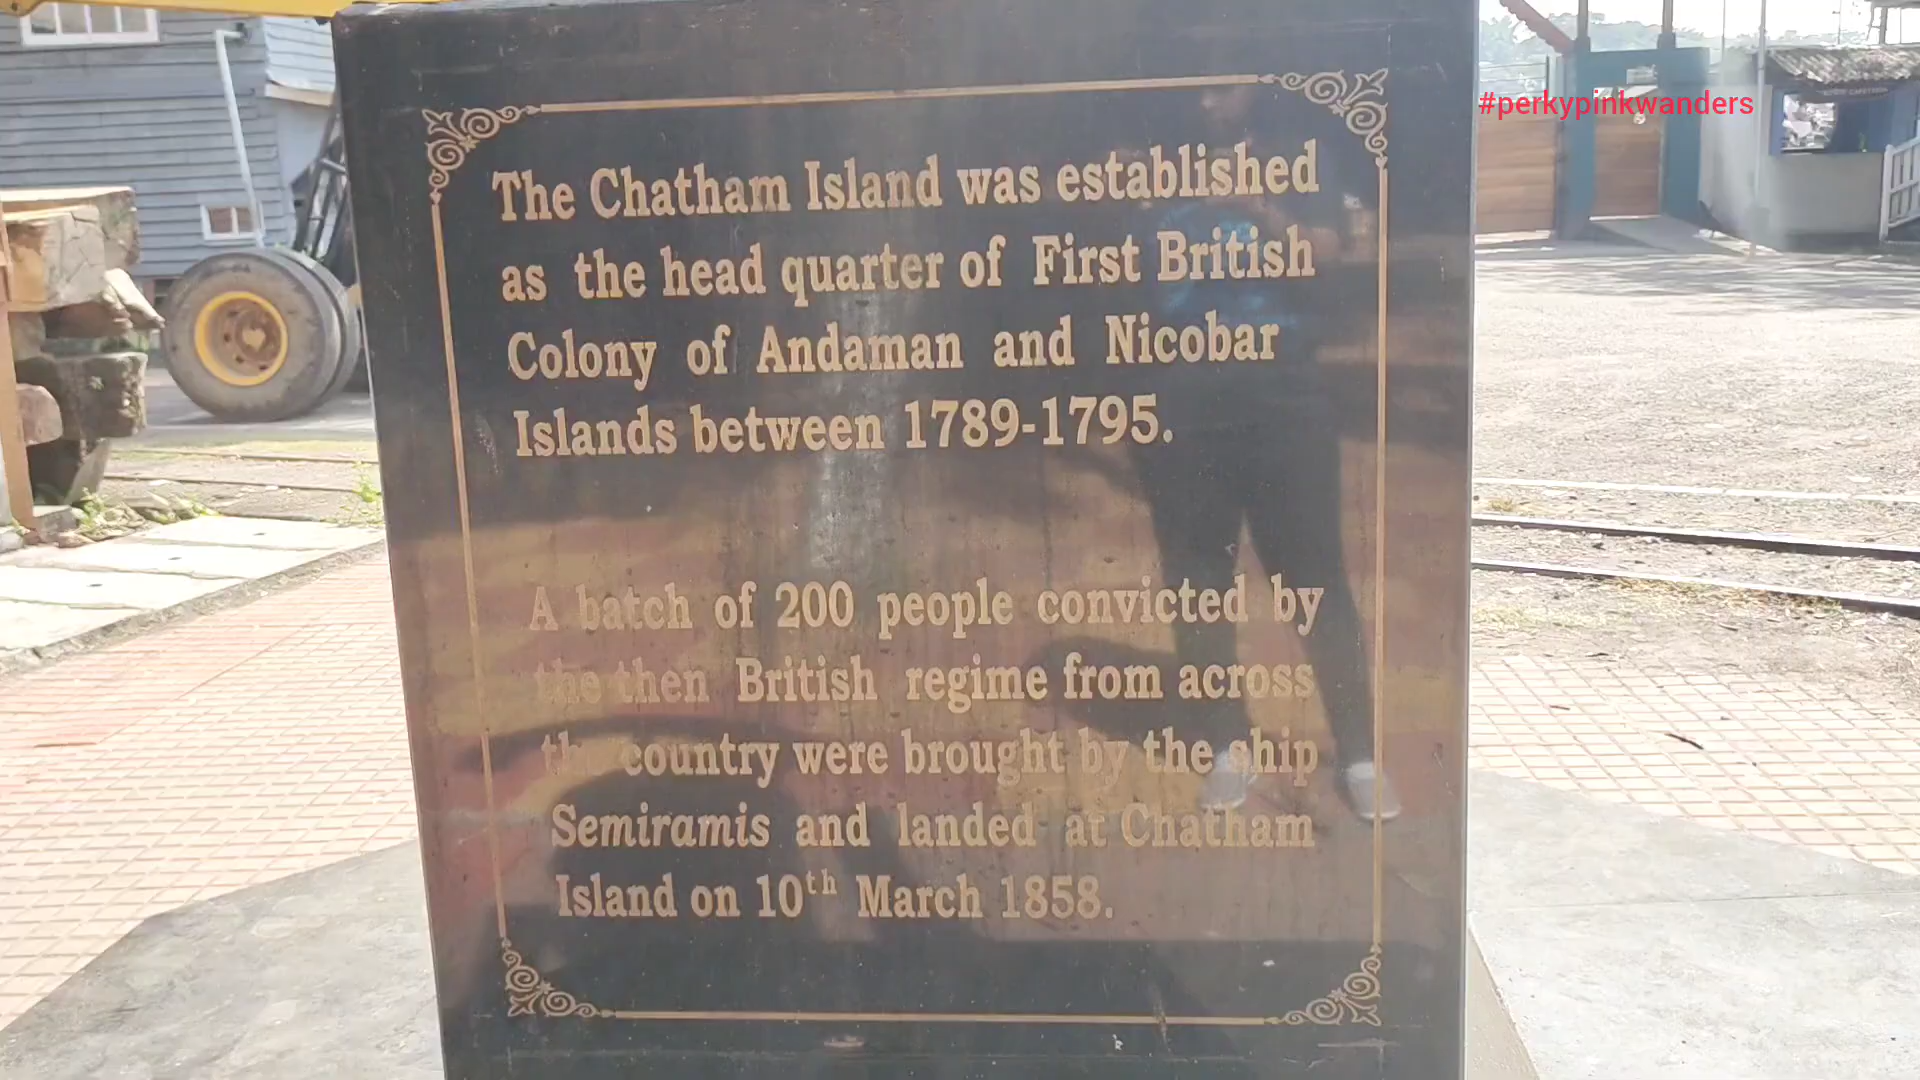 #perkypinkwanders
The Chatham Island was established
as the head quarter of First British
Colony of Andaman and Nicobar
Islands between 1789-1795.
A batch of 200 people convicted by
the then British regime from across
the country were brought by the ship
Semiramis and landed at Chatham
Island on 10th March 1858.